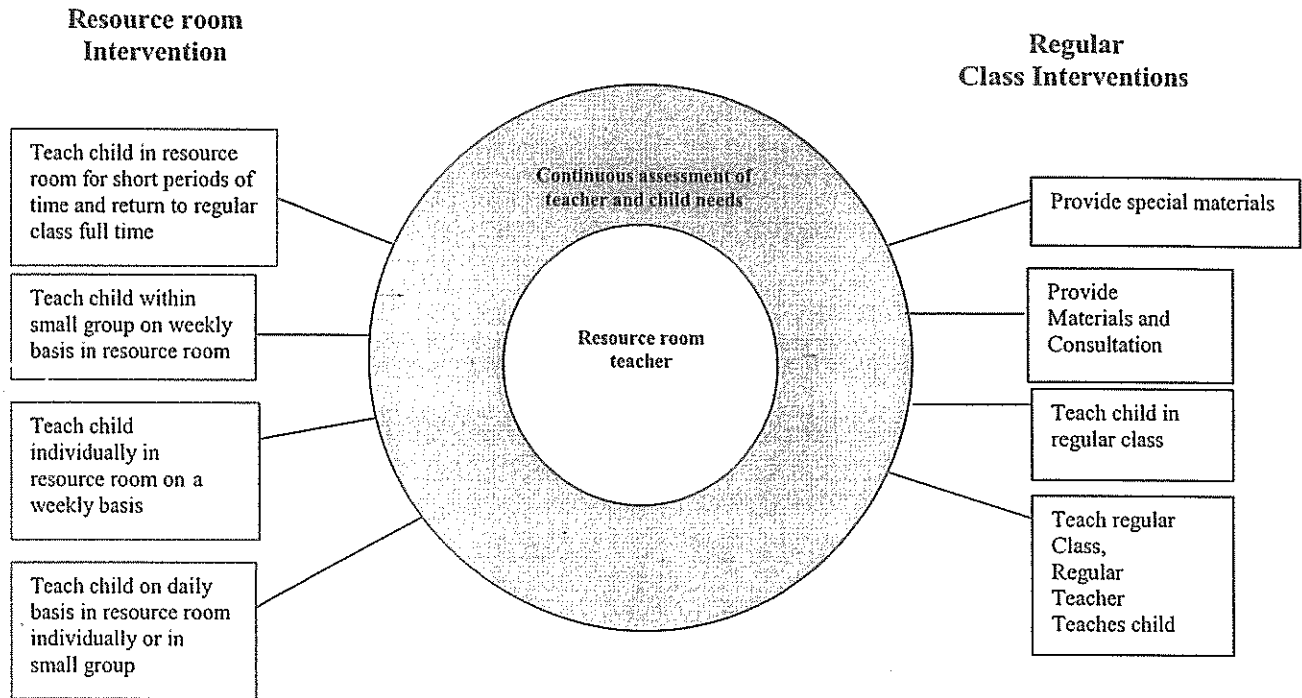 Resource room
Intervention
Teach child in resource
room for short periods of
time and return to regular
class full time
Teach child within
small group on weekly
basis in resource room
Teach child
individually in
resource room on a
weekly basis
Teach child on daily
basis in resource room
individually or in
small group
Continuous assessment of
teacher and child needs
Resource room
teacher
Regular
Class Interventions
Provide special materials
Provide
Materials and
Consultation
Teach child in
regular class
Teach regular
Class,
Regular
Teacher
Teaches child